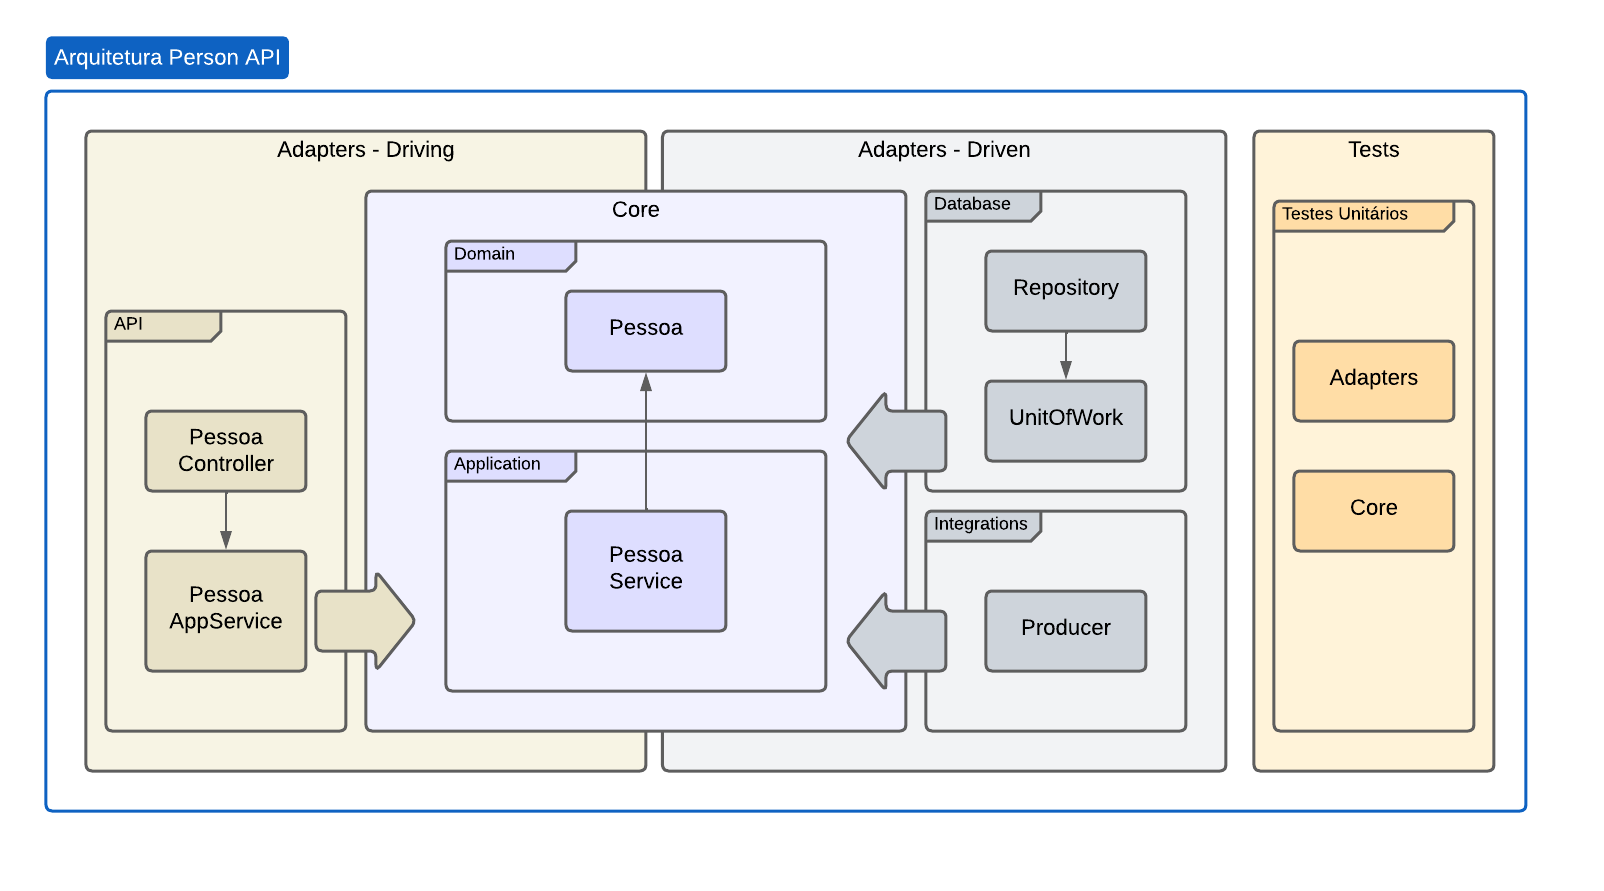 Arquitetura Person API
Adapters - Driving
Adapters - Driven
Tests
Core
Database
Testes Unitários
Domain
Repository
Pessoa
API
Adapters
UnitOfWork
Pessoa
Controller
Application
Core
Integrations
Pessoa
Service
Pessoa
AppService
Producer